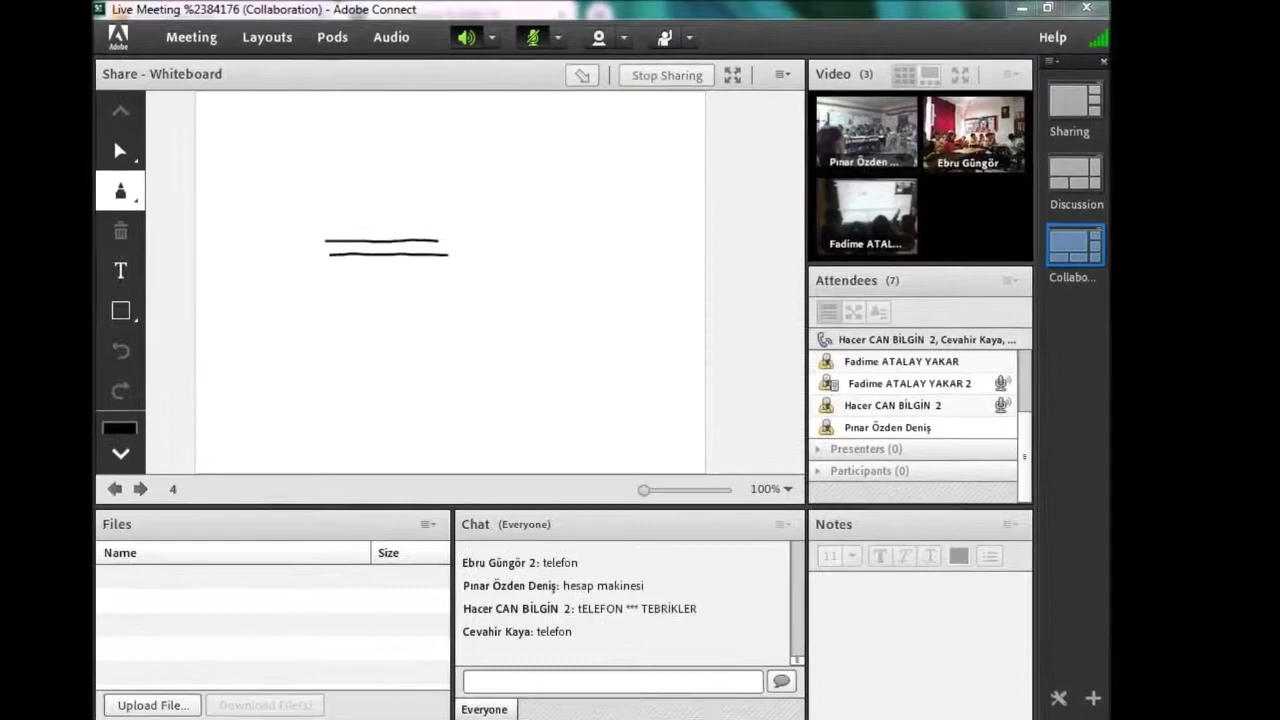 Live Meeting %2384176 (Collaboration) - Adobe Connect
Adobe
Meeting Layouts Pods Audio Help
Share - Whiteboard
Stop Sharing
Video (3)
Pınar Özden ...
Ebru Güngör
Fadime ATAL...
Sharing
Discussion
Collabo...
Attendees (7)
Hacer CAN BİLGİN 2, Cevahir Kaya, ...
Fadime ATALAY YAKAR
Fadime ATALAY YAKAR 2
Hacer CAN BİLGİN 2
Pınar Özden Deniş
Presenters (0)
Participants (0)
T
4
100%
Files
Name Size
Upload File... Download File(s)
Chat (Everyone)
Ebru Güngör 2: telefon
Pınar Özden Deniş: hesap makinesi
Hacer CAN BİLGİN 2: tELEFON *** TEBRİKLER
Cevahir Kaya: telefon
Everyone
Notes
11 T T T